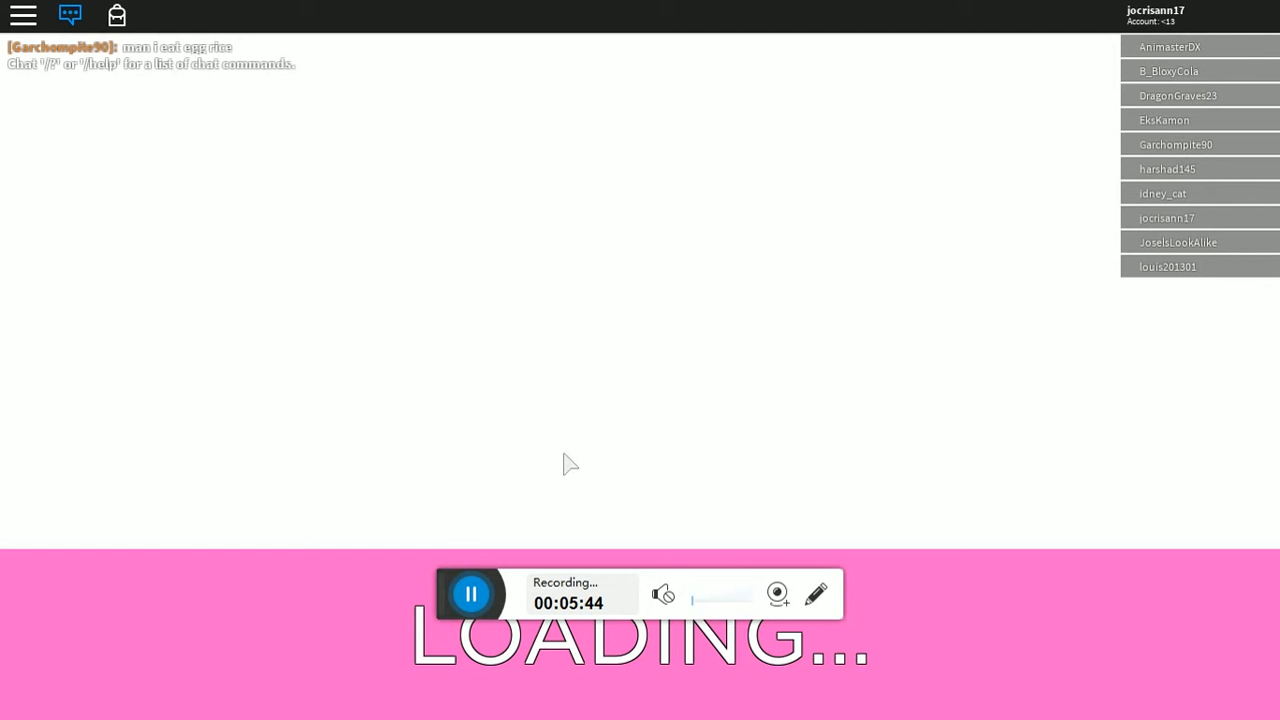 jocrisann17
Account: <13
[Garchompite90]: man i eat egg rice
Chat '/?' or '/help' for a list of chat commands.
AnimasterDX
B_BloxyCola
DragonGraves23
EksKamon
Garchompite90
harshad145
idney_cat
jocrisann17
JoseIsLookAlike
louis201301
Recording...
00:05:44
LOADING...